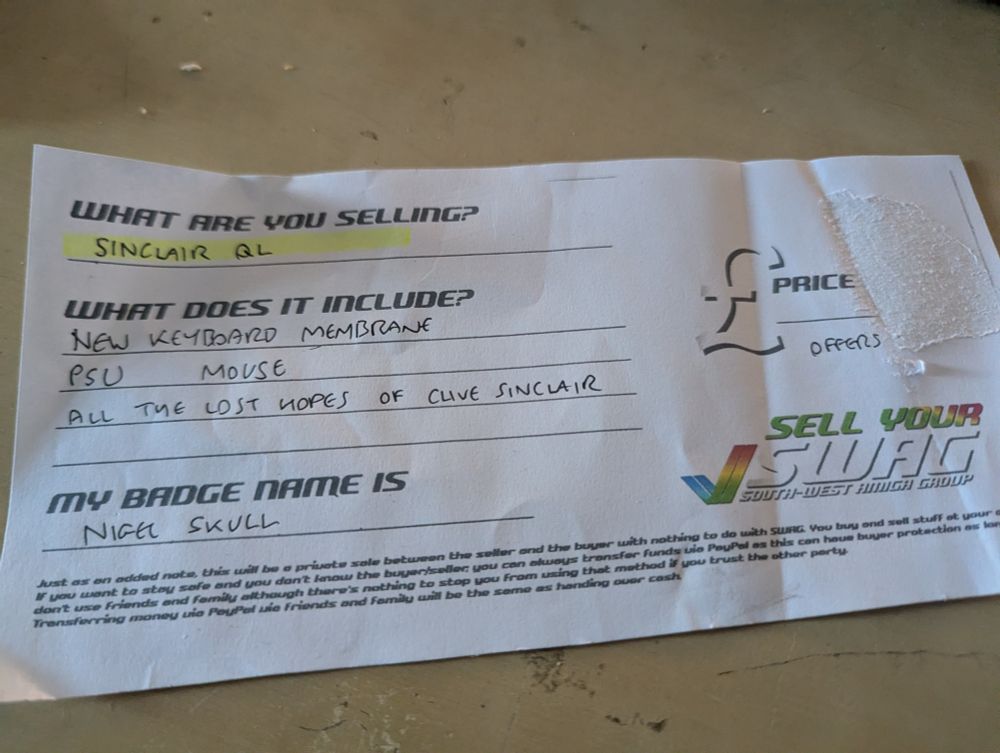 WHAT ARE YOU SELLING?
SINCLAIR QL
WHAT DOES IT INCLUDE?
NEW KEYBOARD MEMBRANE
PSU MOUSE
ALL THE LOST HOPES OF CLIVE SINCLAIR
£ PRICE
OFFERS
MY BADGE NAME IS
NIGEL SKULL
SELL YOUR
SWAG
SOUTH-WEST AMIGA GROUP
Just as an added note, this will be a private sale between the seller and the buyer with nothing to do with SWAG. You buy and sell stuff at your
If you want to stay safe and you don't know the buyer/seller, you can always transfer funds via PayPal as this can have buyer protection as
don't use Friends and Family although there's nothing to stop you from using that method if you trust the other party.
Transferring money via PayPal via Friends and Family will be the same as handing over cash.